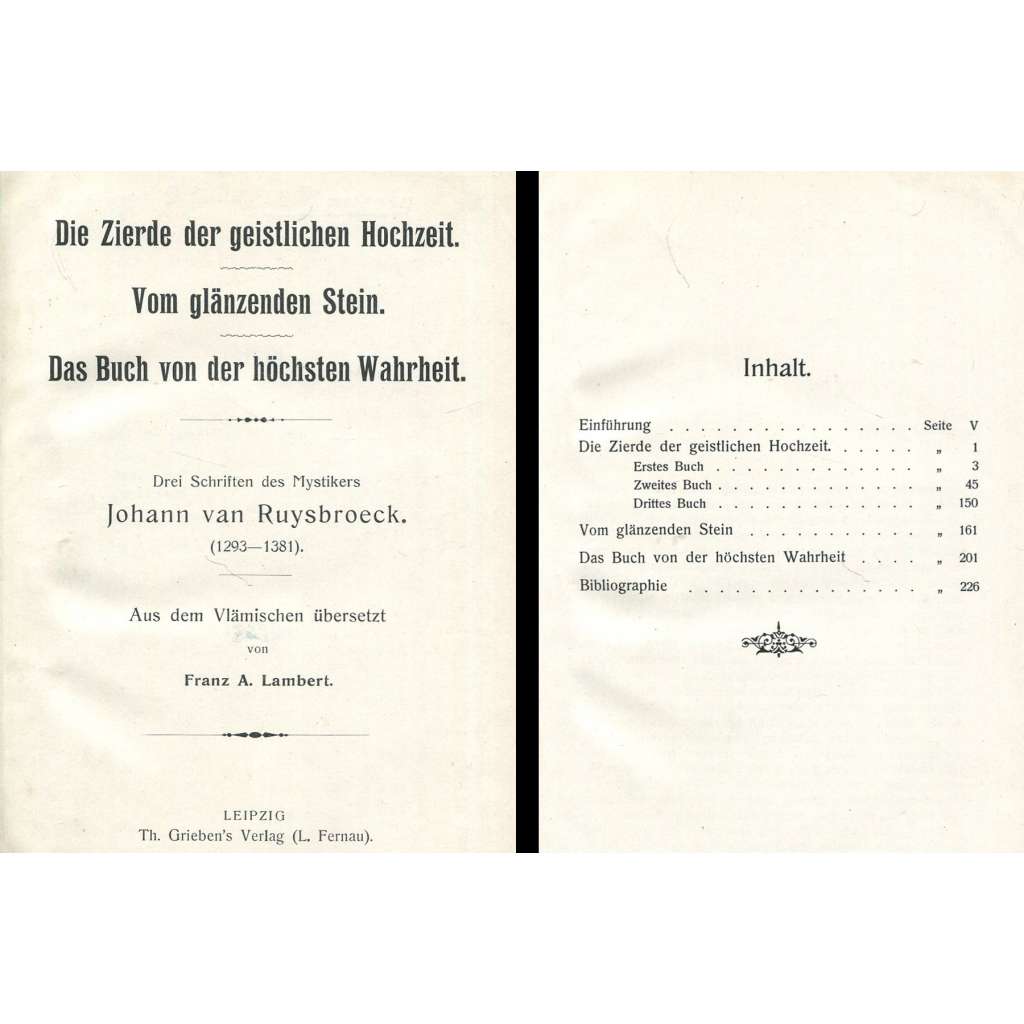 Die Zierde der geistlichen Hochzeit.
Vom glänzenden Stein.
Das Buch von der höchsten Wahrheit.
Drei Schriften des Mystikers
Johann van Ruysbroeck.
(1293—1381).
Aus dem Vlämischen übersetzt
von
Franz A. Lambert.
LEIPZIG
Th. Grieben's Verlag (L. Fernau).
Inhalt.
Einführung . . . . . . . . . . . . . . . . Seite V
Die Zierde der geistlichen Hochzeit. . . . . . „ 1
Erstes Buch . . . . . . . . . . . . . „ 3
Zweites Buch . . . . . . . . . . . . . „ 45
Drittes Buch . . . . . . . . . . . . . „ 150
Vom glänzenden Stein . . . . . . . . . . . „ 161
Das Buch von der höchsten Wahrheit . . . . „ 201
Bibliographie . . . . . . . . . . . . . . . „ 226